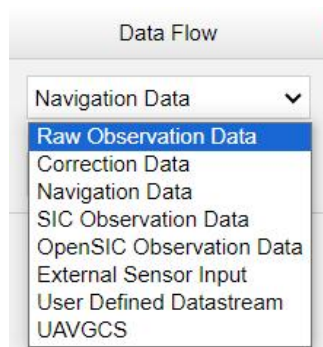 Data Flow
Navigation Data
Raw Observation Data
Correction Data
Navigation Data
SIC Observation Data
OpenSIC Observation Data
External Sensor Input
User Defined Datastream
UAVGCS